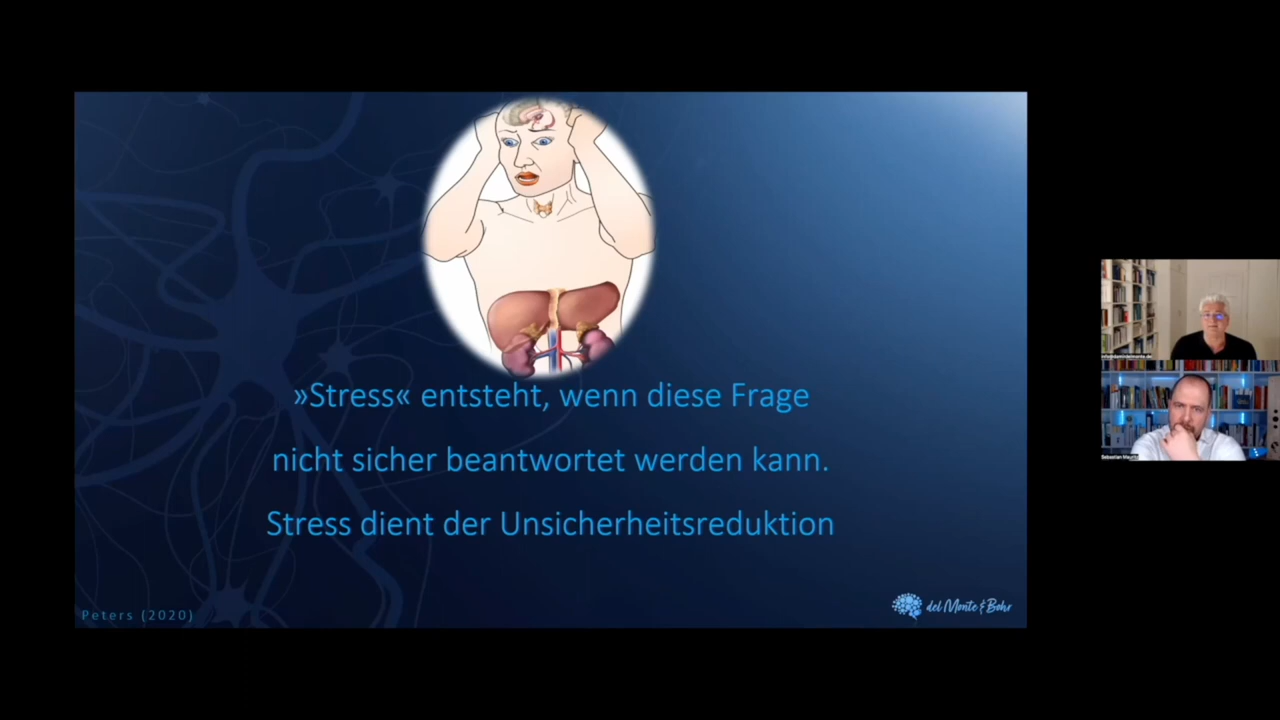 »Stress« entsteht, wenn diese Frage
nicht sicher beantwortet werden kann.
Stress dient der Unsicherheitsreduktion
Peters (2020)
del Monte & Bohr